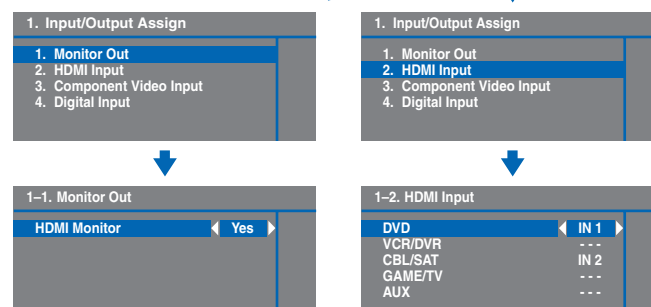 1. Input/Output Assign
1. Monitor Out
2. HDMI Input
3. Component Video Input
4. Digital Input
1. Input/Output Assign
1. Monitor Out
2. HDMI Input
3. Component Video Input
4. Digital Input
1–1. Monitor Out
HDMI Monitor Yes
1–2. HDMI Input
DVD IN 1
VCR/DVR - - -
CBL/SAT IN 2
GAME/TV - - -
AUX - - -